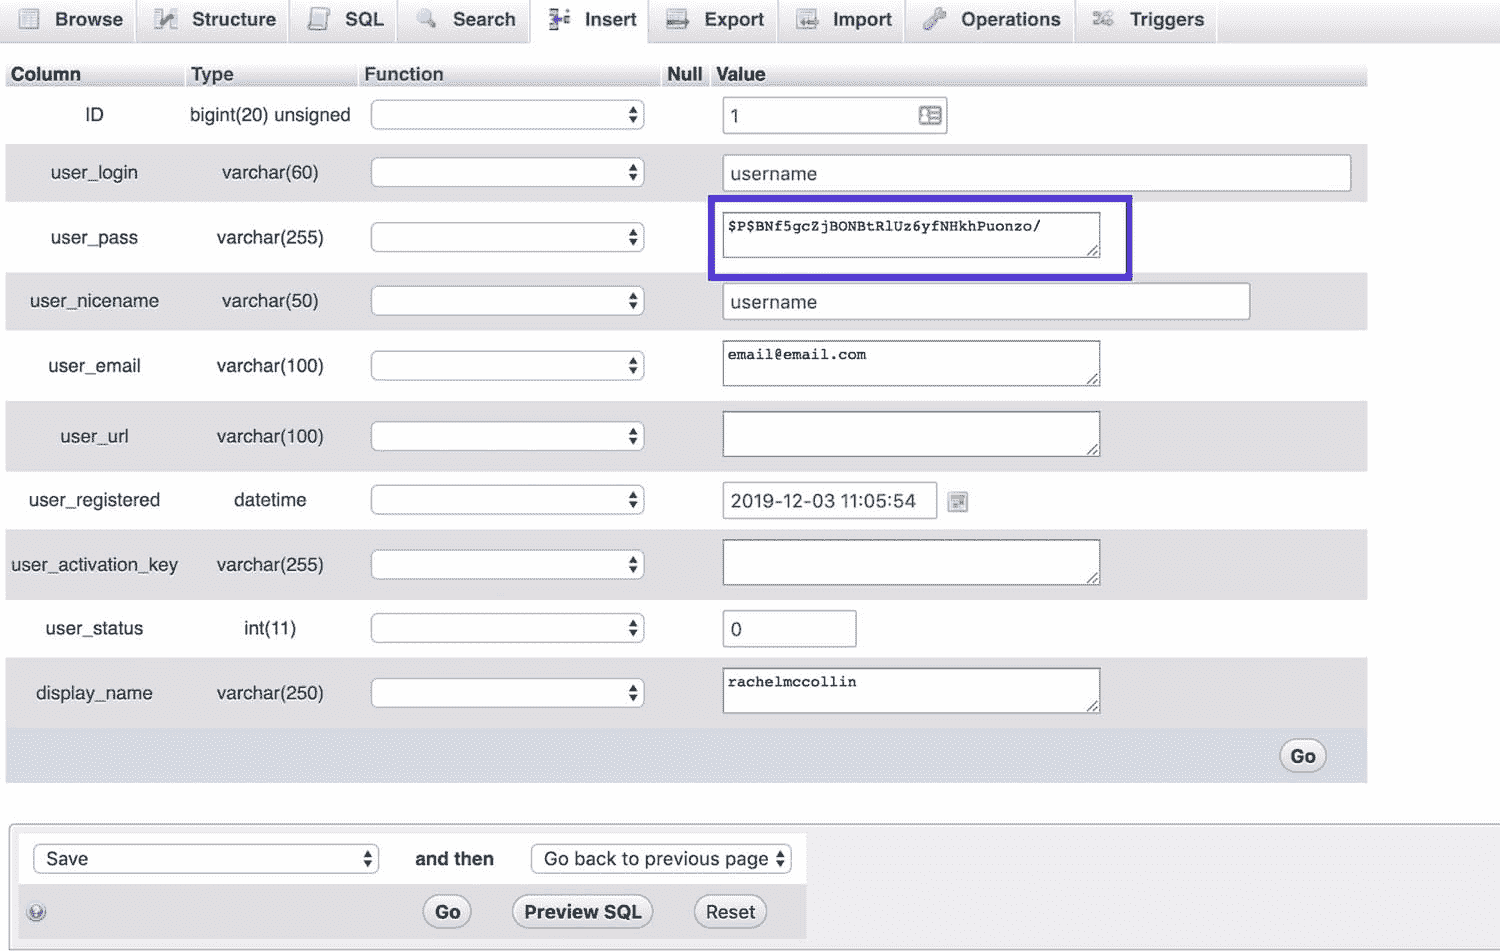 Browse Structure SQL Search Insert Export Import Operations Triggers
Column Type Function Null Value
ID bigint(20) unsigned 1
user_login varchar(60) username
user_pass varchar(255) $P$BNf5gcZjBONBtRlUz6yfNHkhPuonzo/
user_nicename varchar(50) username
user_email varchar(100) email@email.com
user_url varchar(100)
user_registered datetime 2019-12-03 11:05:54
user_activation_key varchar(255)
user_status int(11) 0
display_name varchar(250) rachelmccollin
Go
Save and then Go back to previous page
Go Preview SQL Reset